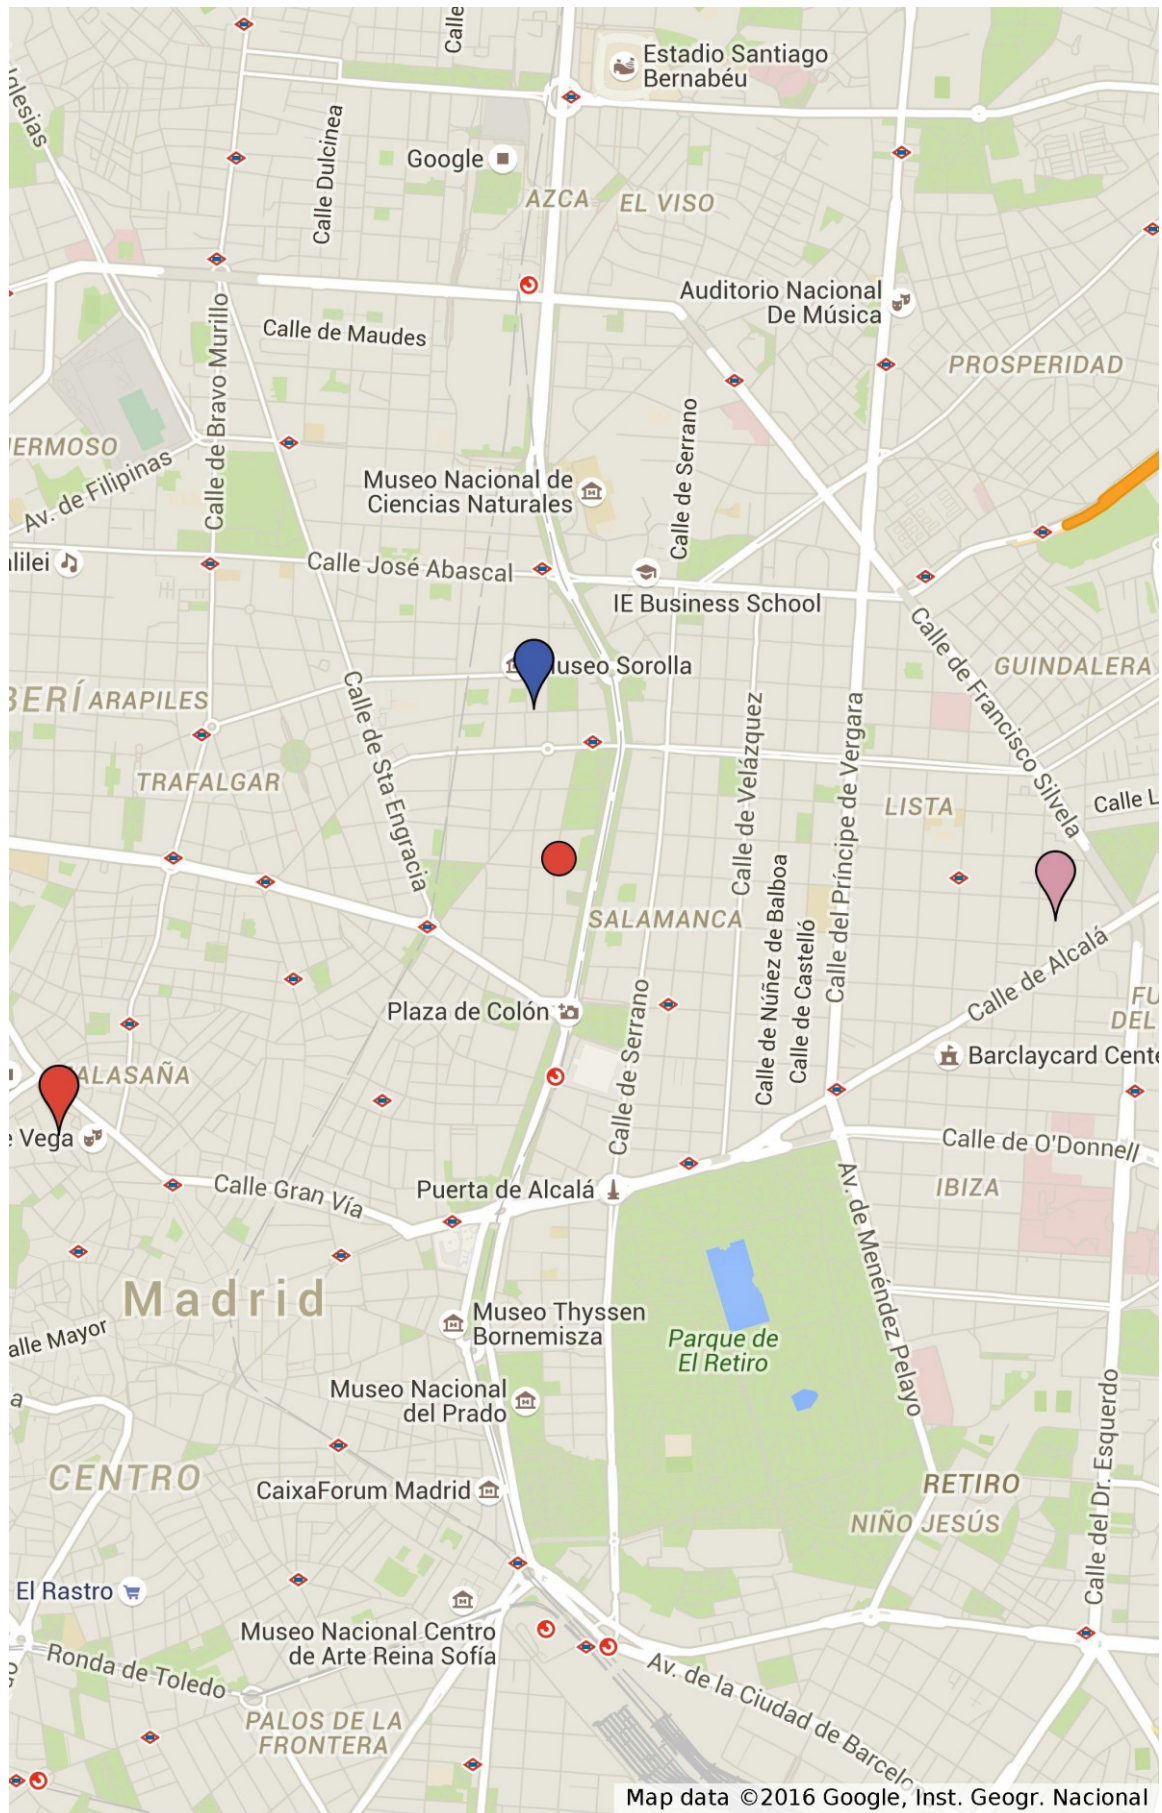 Calle
Estadio Santiago
Bernabéu
Iglesias
Calle Dulcinea
Google
AZCA
EL VISO
Auditorio Nacional
De Música
Calle de Bravo Murillo
Calle de Maudes
PROSPERIDAD
Calle de Serrano
ERMOSO
Av. de Filipinas
Museo Nacional de
Ciencias Naturales
lilei
Calle José Abascal
IE Business School
Calle de Francisco Silvela
useo Sorolla
GUINDALERA
BERÍ
ARAPILES
Calle de Sta Engracia
Calle de Velázquez
Calle del Príncipe de Vergara
TRAFALGAR
LISTA
Calle L
Calle de Núñez de Balboa
SALAMANCA
Calle de Castelló
Calle de Alcalá
Plaza de Colón
Calle de Serrano
FU
DEL
Barclaycard Cente
ALASAÑA
e Vega
Calle de O'Donnell
Calle Gran Vía
Puerta de Alcalá
Av. de Menéndez Pelayo
IBIZA
Madrid
Museo Thyssen
Bornemisza
alle Mayor
Parque de
El Retiro
a
Museo Nacional
del Prado
Calle del Dr. Esquerdo
CENTRO
CaixaForum Madrid
RETIRO
NIÑO JESÚS
El Rastro
Museo Nacional Centro
de Arte Reina Sofía
Ronda de Toledo
Av. de la Ciudad de Barcelo
PALOS DE LA
FRONTERA
Map data ©2016 Google, Inst. Geogr. Nacional